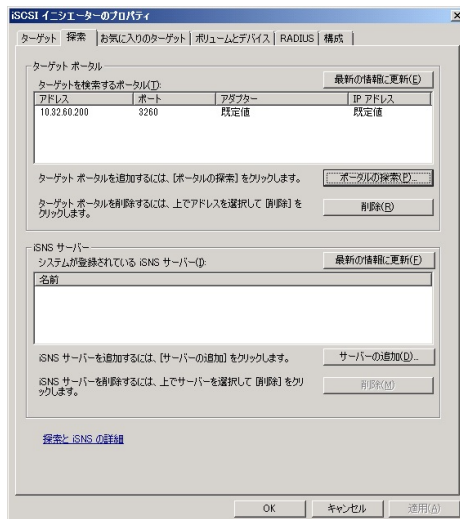 iSCSI イニシエーターのプロパティ
ターゲット 探索 お気に入りのターゲット ボリュームとデバイス RADIUS 構成
ターゲット ポータル
ターゲットを検索するポータル(T):
最新の情報に更新(E)
アドレス ポート アダプター IP アドレス
10.32.60.200 3260 既定値 既定値
ターゲット ポータルを追加するには、[ポータルの探索] をクリックします。
ポータルの探索(P)...
ターゲット ポータルを削除するには、上でアドレスを選択して [削除] を
クリックします。
削除(R)
iSNS サーバー
システムが登録されている iSNS サーバー(I):
最新の情報に更新(F)
名前
iSNS サーバーを追加するには、[サーバーの追加] をクリックします。
サーバーの追加(D)...
iSNS サーバーを削除するには、上でサーバーを選択して [削除] をクリ
ックします。
削除(M)
探索と iSNS の詳細
OK キャンセル 適用(A)